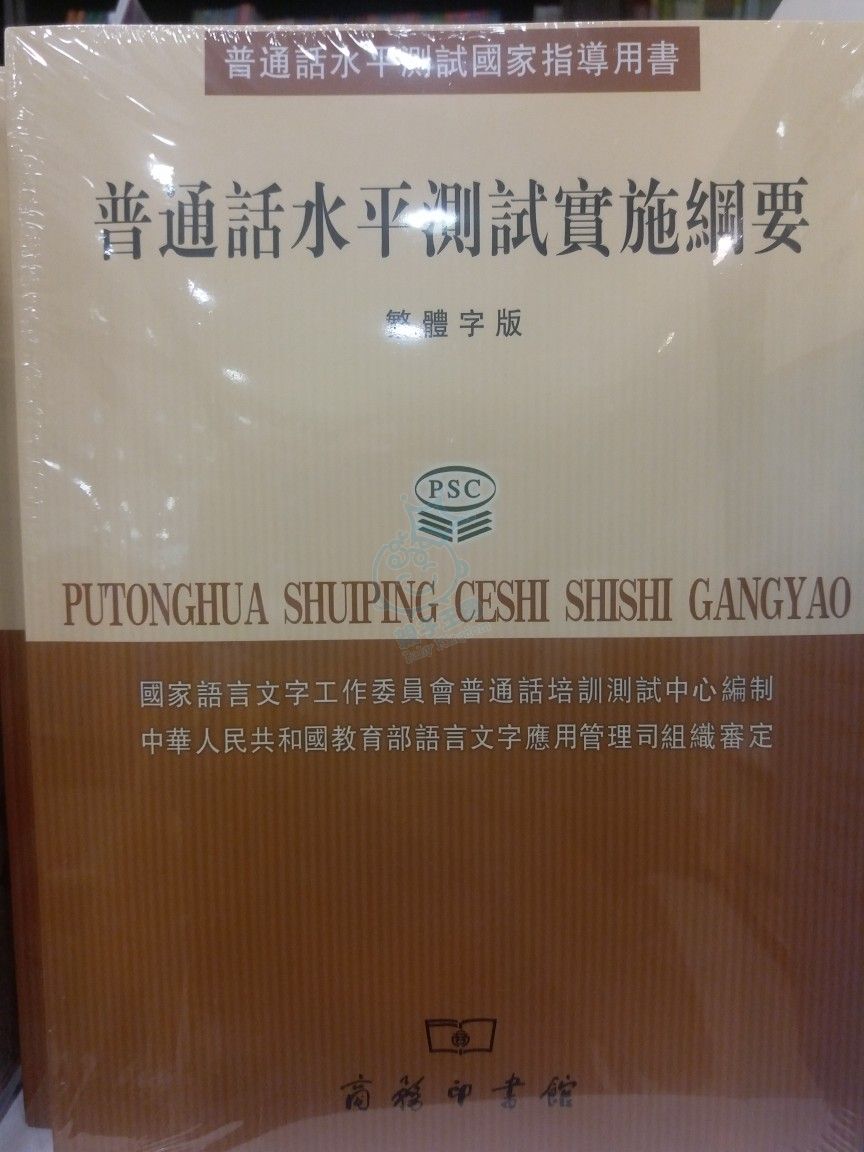 普通話水平測試國家指導用書
普通話水平測試實施綱要
繁體字版
PSC
PUTONGHUA SHUIPING CESHI SHISHI GANGYAO
國家語言文字工作委員會普通話培訓測試中心編制
中華人民共和國教育部語言文字應用管理司組織審定
商務印書館